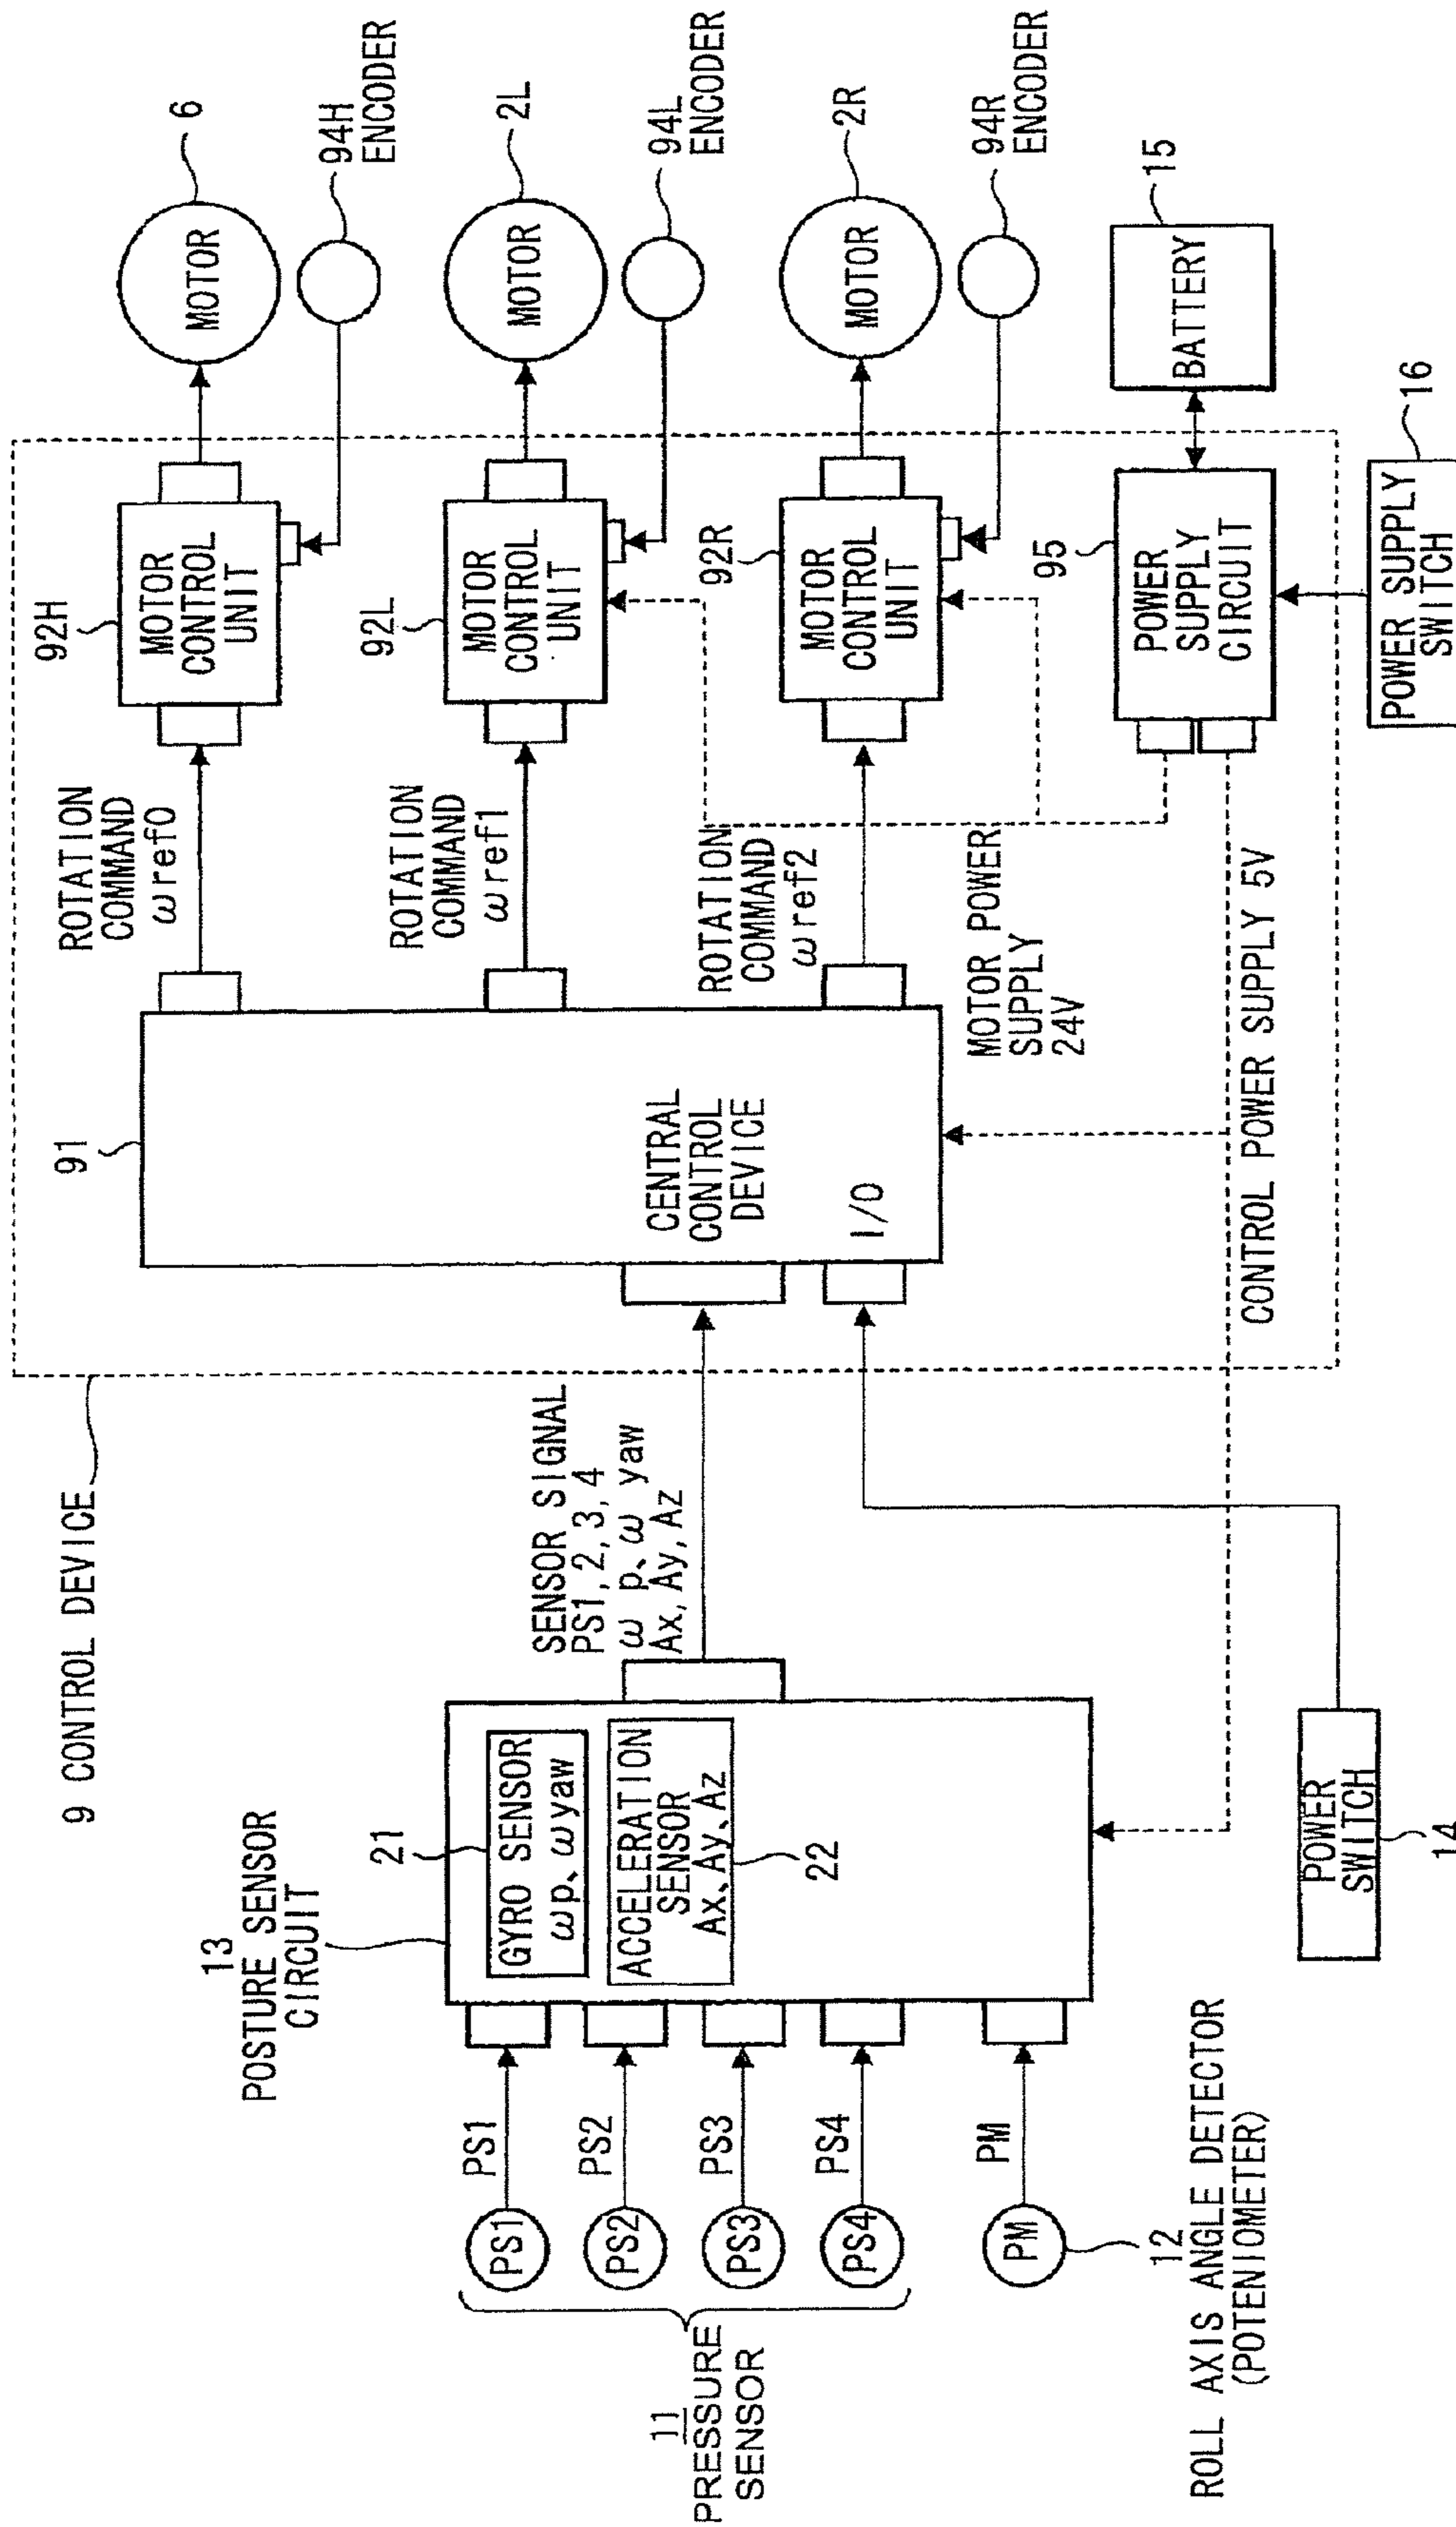 9 CONTROL DEVICE
91
CENTRAL
CONTROL
DEVICE
I/O
ROTATION
COMMAND
ωref0
ROTATION
COMMAND
ωref1
ROTATION
COMMAND
ωref2
92H
MOTOR
CONTROL
UNIT
92L
MOTOR
CONTROL
UNIT
92R
MOTOR
CONTROL
UNIT
MOTOR
6
94H
ENCODER
MOTOR
2L
94L
ENCODER
MOTOR
2R
94R
ENCODER
13
POSTURE SENSOR
CIRCUIT
21
GYRO SENSOR
ωp、ωyaw
ACCELERATION
SENSOR
Ax、Ay、Az
22
SENSOR SIGNAL
PS1, 2, 3, 4
ω p、ω yaw
Ax, Ay, Az
PS1
PS1
PS2
PS2
PS3
PS3
PS4
PS4
PM
PM
11
PRESSURE
SENSOR
12
ROLL AXIS ANGLE DETECTOR
(POTENIOMETER)
MOTOR POWER
SUPPLY
24V
CONTROL POWER SUPPLY 5V
95
POWER
SUPPLY
CIRCUIT
BATTERY
15
POWER SUPPLY
SWITCH
16
POWER
SWITCH
14